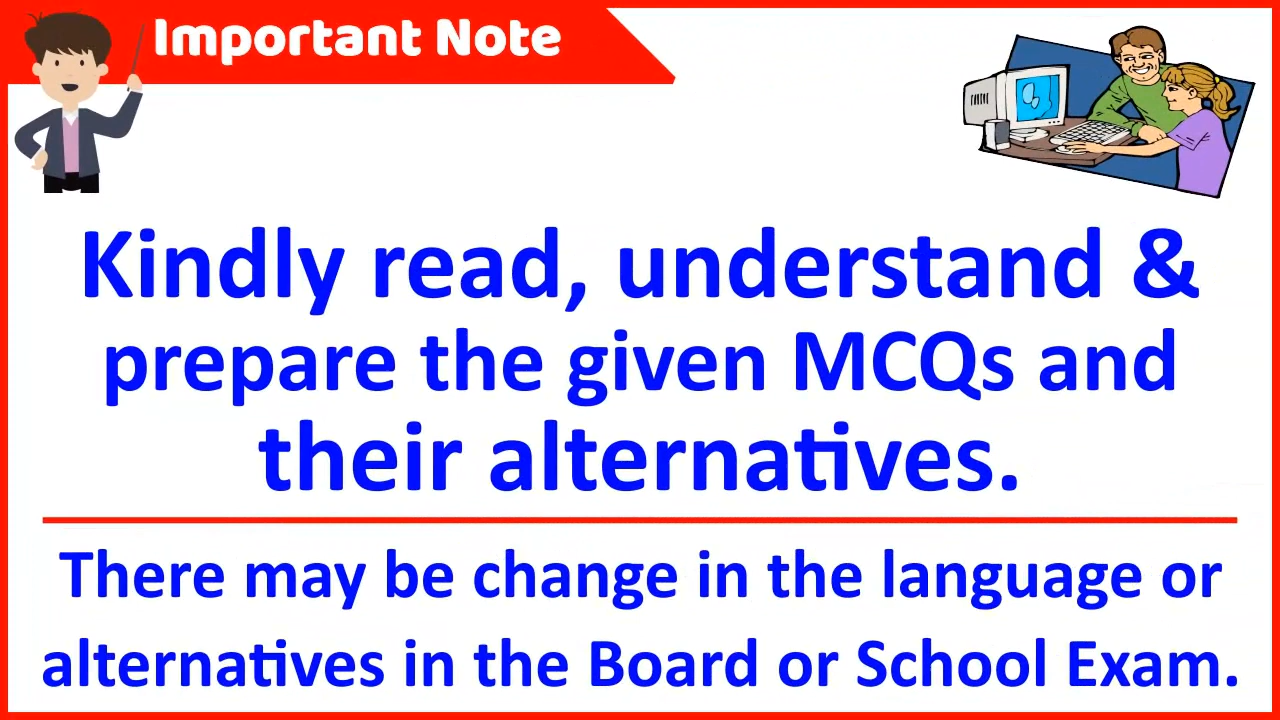 Important Note
Kindly read, understand &
prepare the given MCQs and
their alternatives.
There may be change in the language or
alternatives in the Board or School Exam.